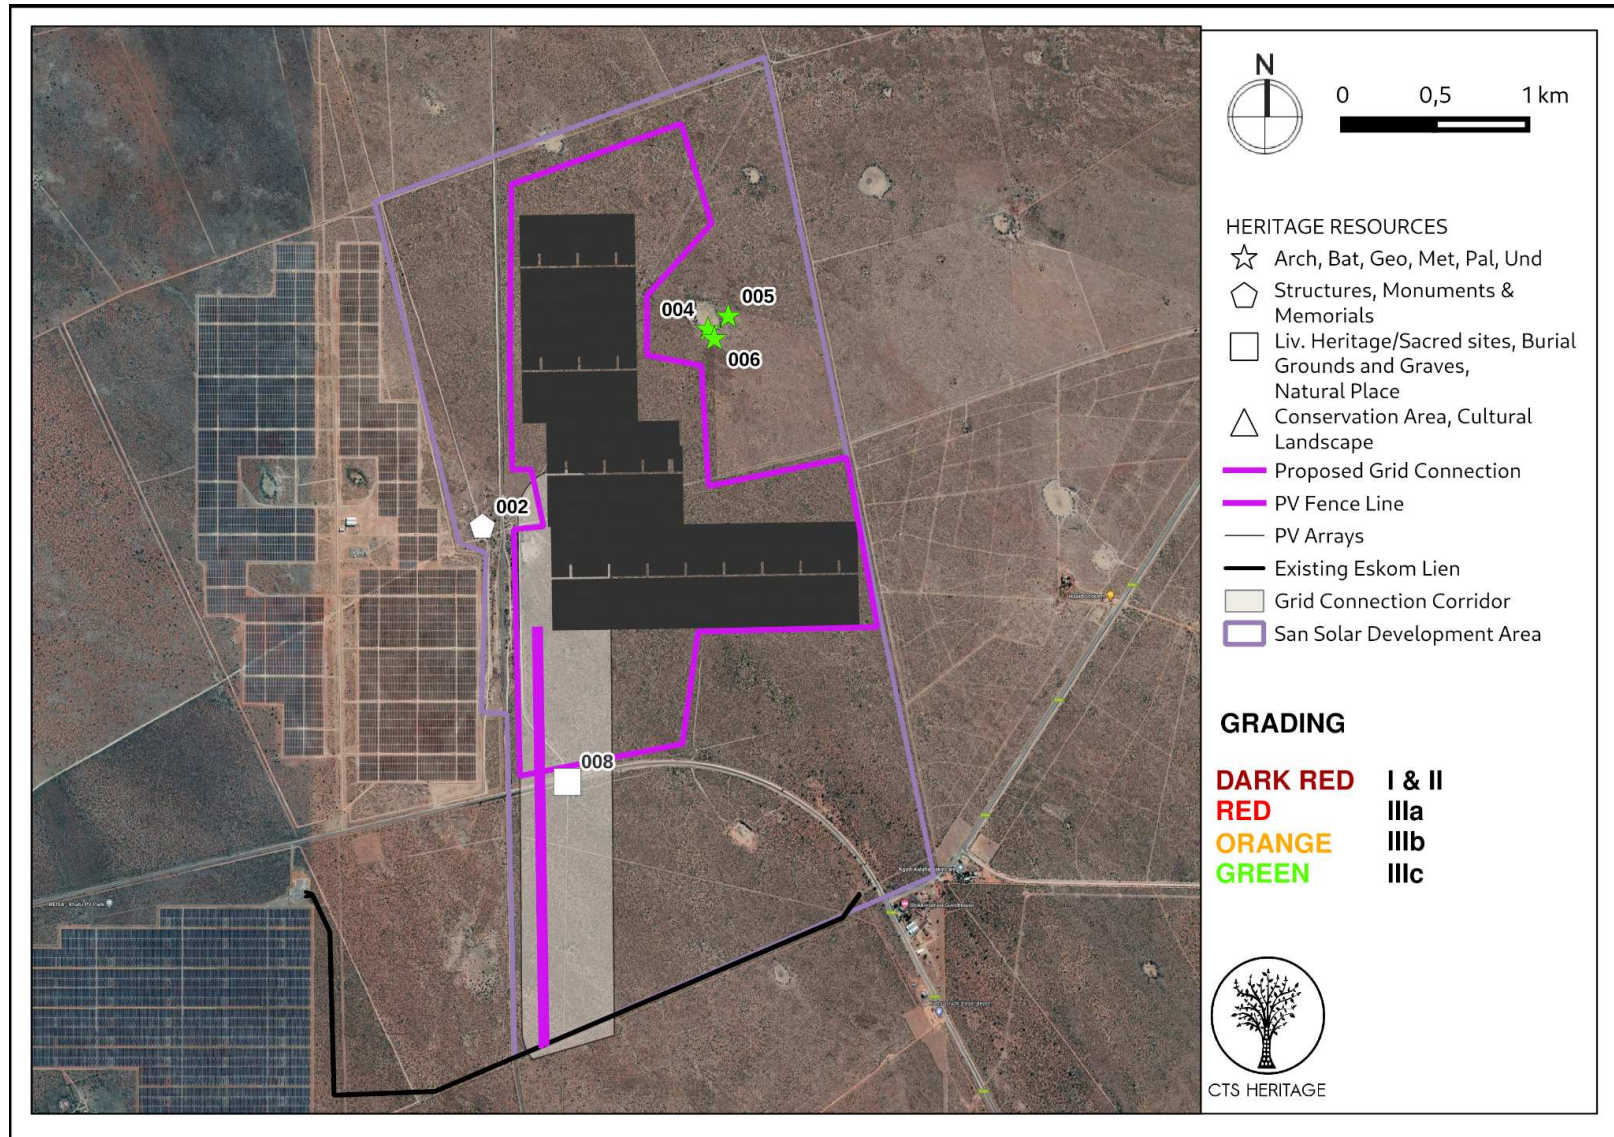 N
0 0,5 1 km
HERITAGE RESOURCES
Arch, Bat, Geo, Met, Pal, Und
Structures, Monuments &
Memorials
Liv. Heritage/Sacred sites, Burial
Grounds and Graves,
Natural Place
Conservation Area, Cultural
Landscape
Proposed Grid Connection
PV Fence Line
PV Arrays
Existing Eskom Lien
Grid Connection Corridor
San Solar Development Area
GRADING
DARK RED I & II
RED IIIa
ORANGE IIIb
GREEN IIIc
CTS HERITAGE
005
004
006
002
008